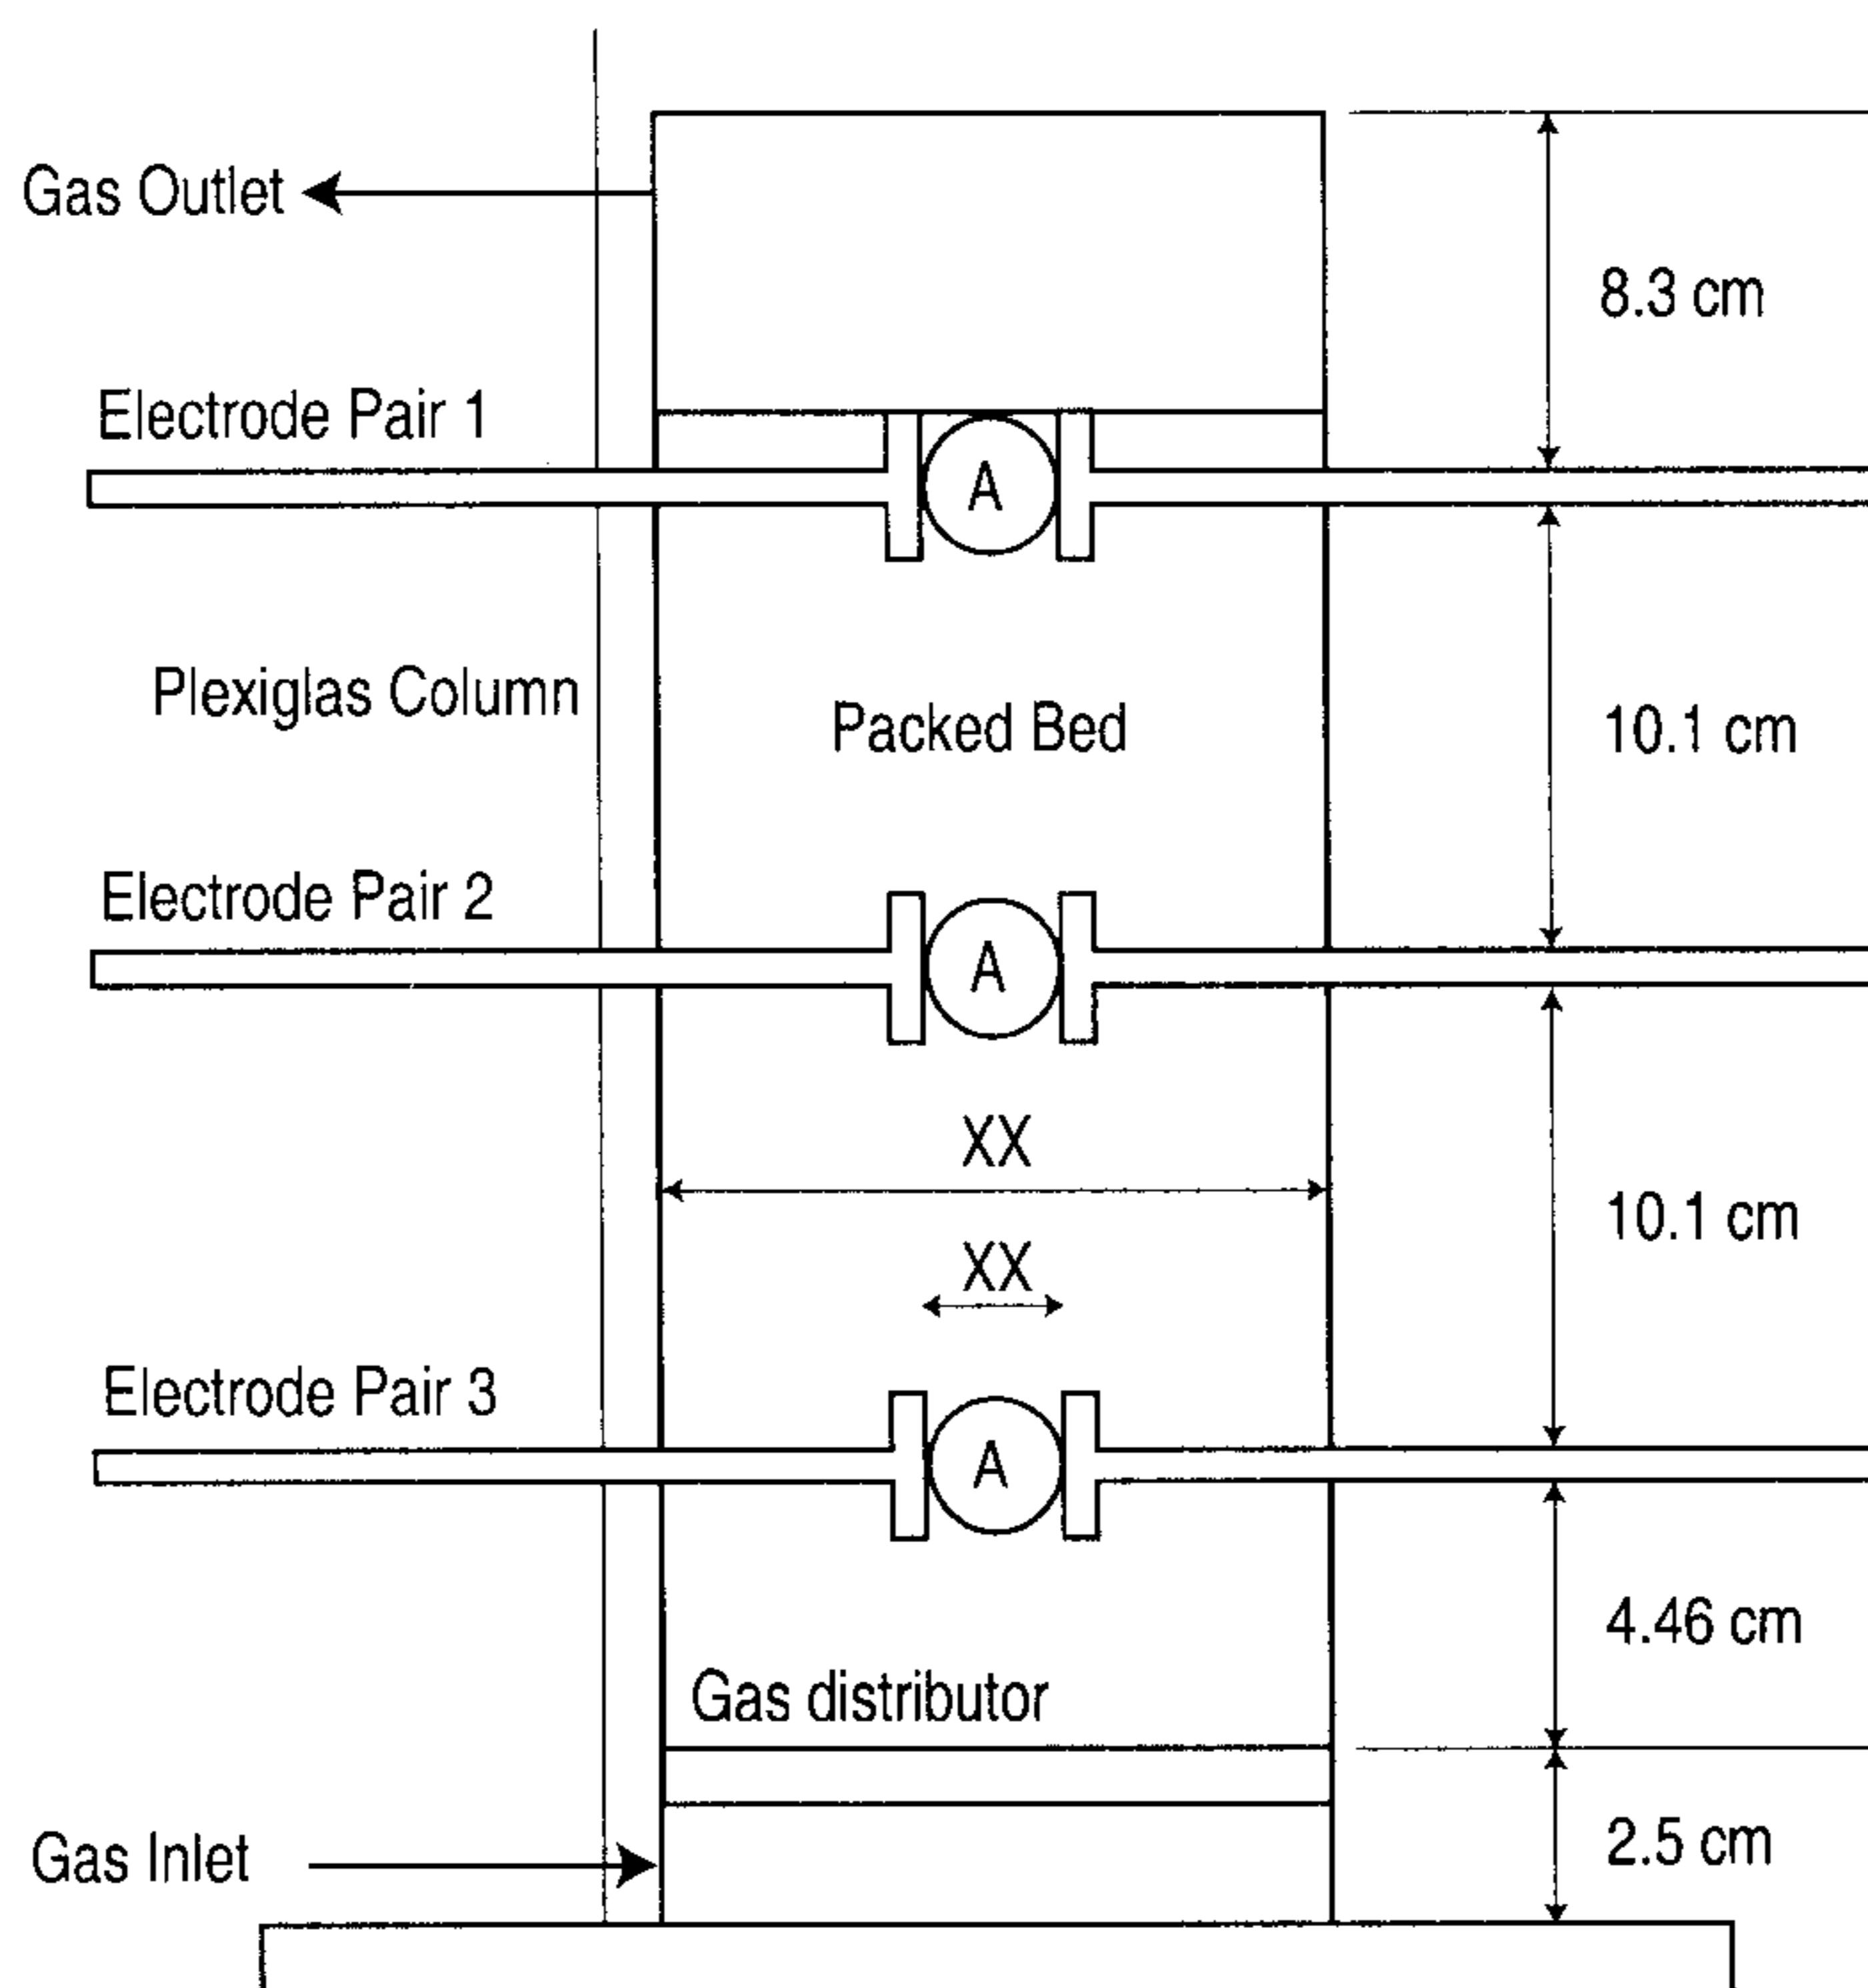 Gas Outlet
8.3 cm
Electrode Pair 1
A
Plexiglas Column
Packed Bed
10.1 cm
Electrode Pair 2
A
XX
10.1 cm
XX
Electrode Pair 3
A
4.46 cm
Gas distributor
2.5 cm
Gas Inlet